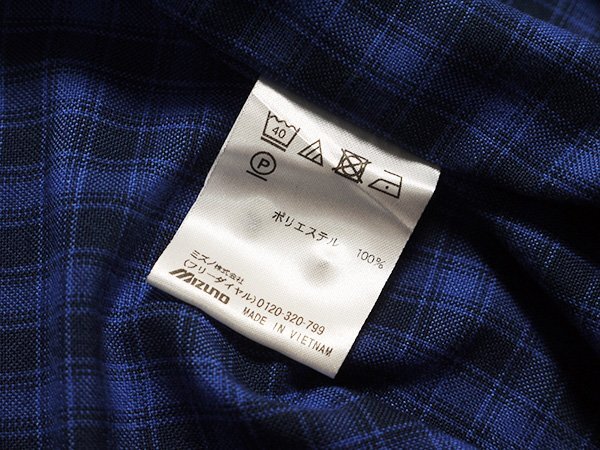 40
P
ポリエステル 100%
ミズノ株式会社
(フリーダイヤル)0120-320-799
MIZUNO MADE IN VIETNAM